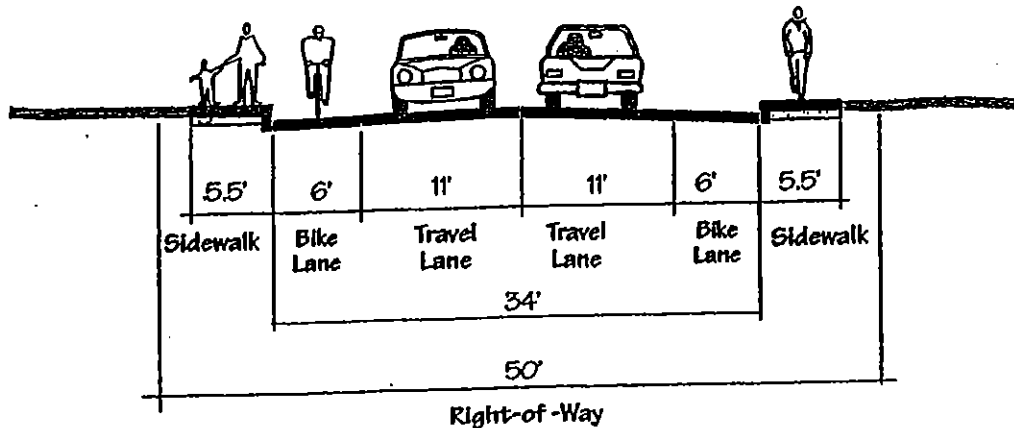 5.5' 6' 11' 11' 6' 5.5'
Sidewalk Bike Lane Travel Lane Travel Lane Bike Lane Sidewalk
34'
50'
Right-of-Way